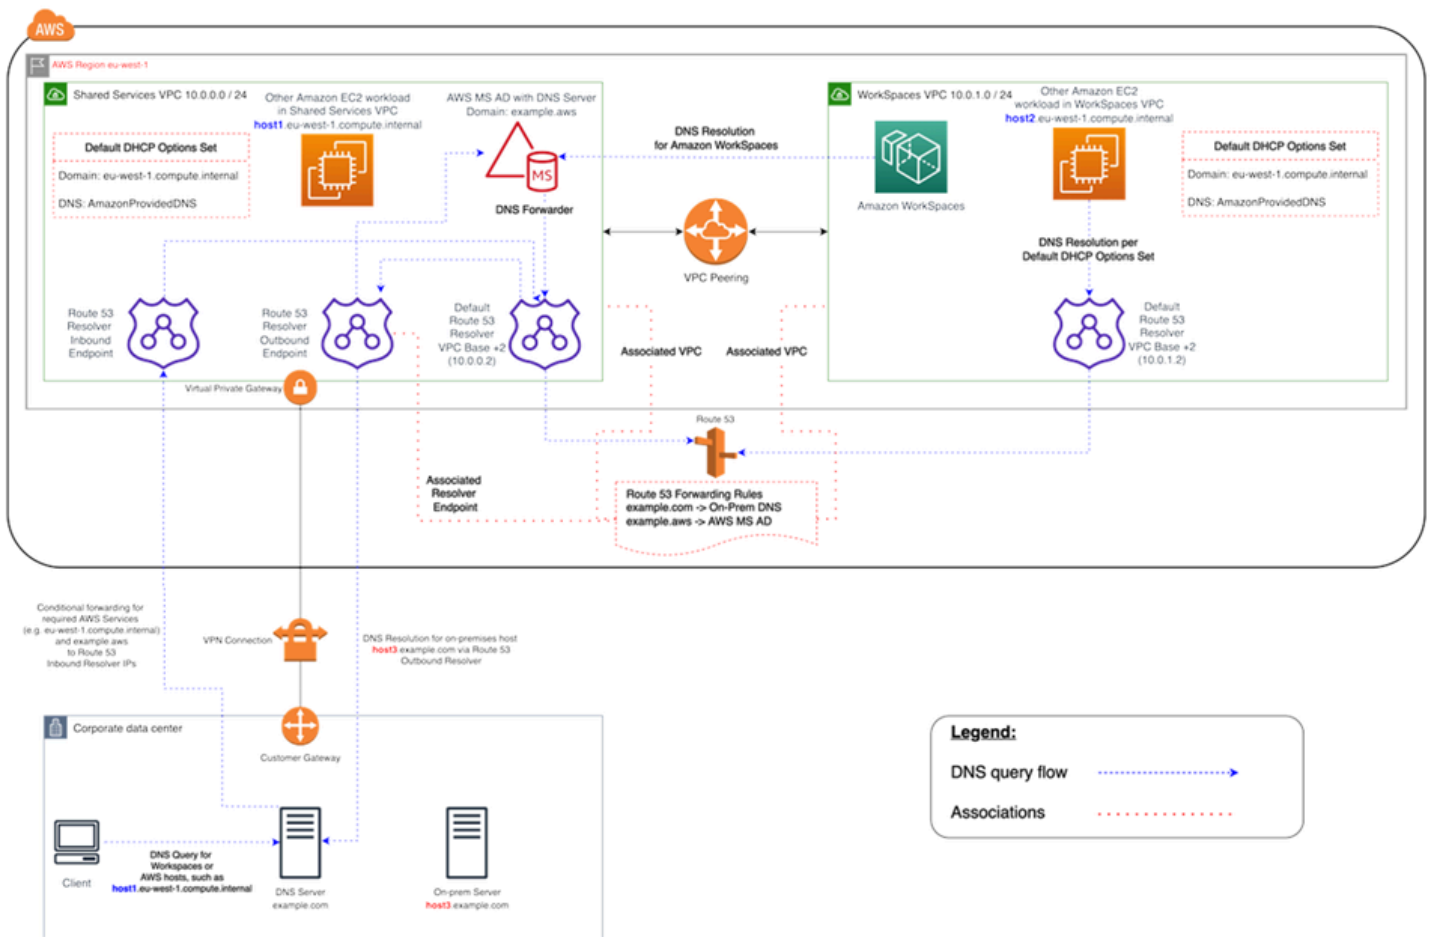 AWS
AWS Region eu-west-1
Shared Services VPC 10.0.0.0 / 24
Other Amazon EC2 workload
in Shared Services VPC
host1.eu-west-1.compute.internal
AWS MS AD with DNS Server
Domain: example.aws
MS
DNS Forwarder
Default DHCP Options Set
Domain: eu-west-1.compute.internal
DNS: AmazonProvidedDNS
DNS Resolution
for Amazon WorkSpaces
VPC Peering
WorkSpaces VPC 10.0.1.0 / 24
Other Amazon EC2
workload in WorkSpaces VPC
host2.eu-west-1.compute.internal
Amazon WorkSpaces
Default DHCP Options Set
Domain: eu-west-1.compute.internal
DNS: AmazonProvidedDNS
DNS Resolution per
Default DHCP Options Set
Route 53
Resolver
Inbound
Endpoint
Route 53
Resolver
Outbound
Endpoint
Default
Route 53
Resolver
VPC Base +2
(10.0.0.2)
Default
Route 53
Resolver
VPC Base +2
(10.0.1.2)
Associated VPC
Associated VPC
Virtual Private Gateway
Route 53
Associated
Resolver
Endpoint
Route 53 Forwarding Rules
example.com -> On-Prem DNS
example.aws -> AWS MS AD
Conditional forwarding for
required AWS Services
(e.g. eu-west-1.compute.internal)
and example.aws
to Route 53
Inbound Resolver IPs
VPN Connection
DNS Resolution for on-premises host
host3.example.com via Route 53
Outbound Resolver
Corporate data center
Customer Gateway
Client
DNS Query for
Workspaces or
AWS hosts, such as
host1.eu-west-1.compute.internal
DNS Server
example.com
On-prem Server
host3.example.com
Legend:
DNS query flow
Associations